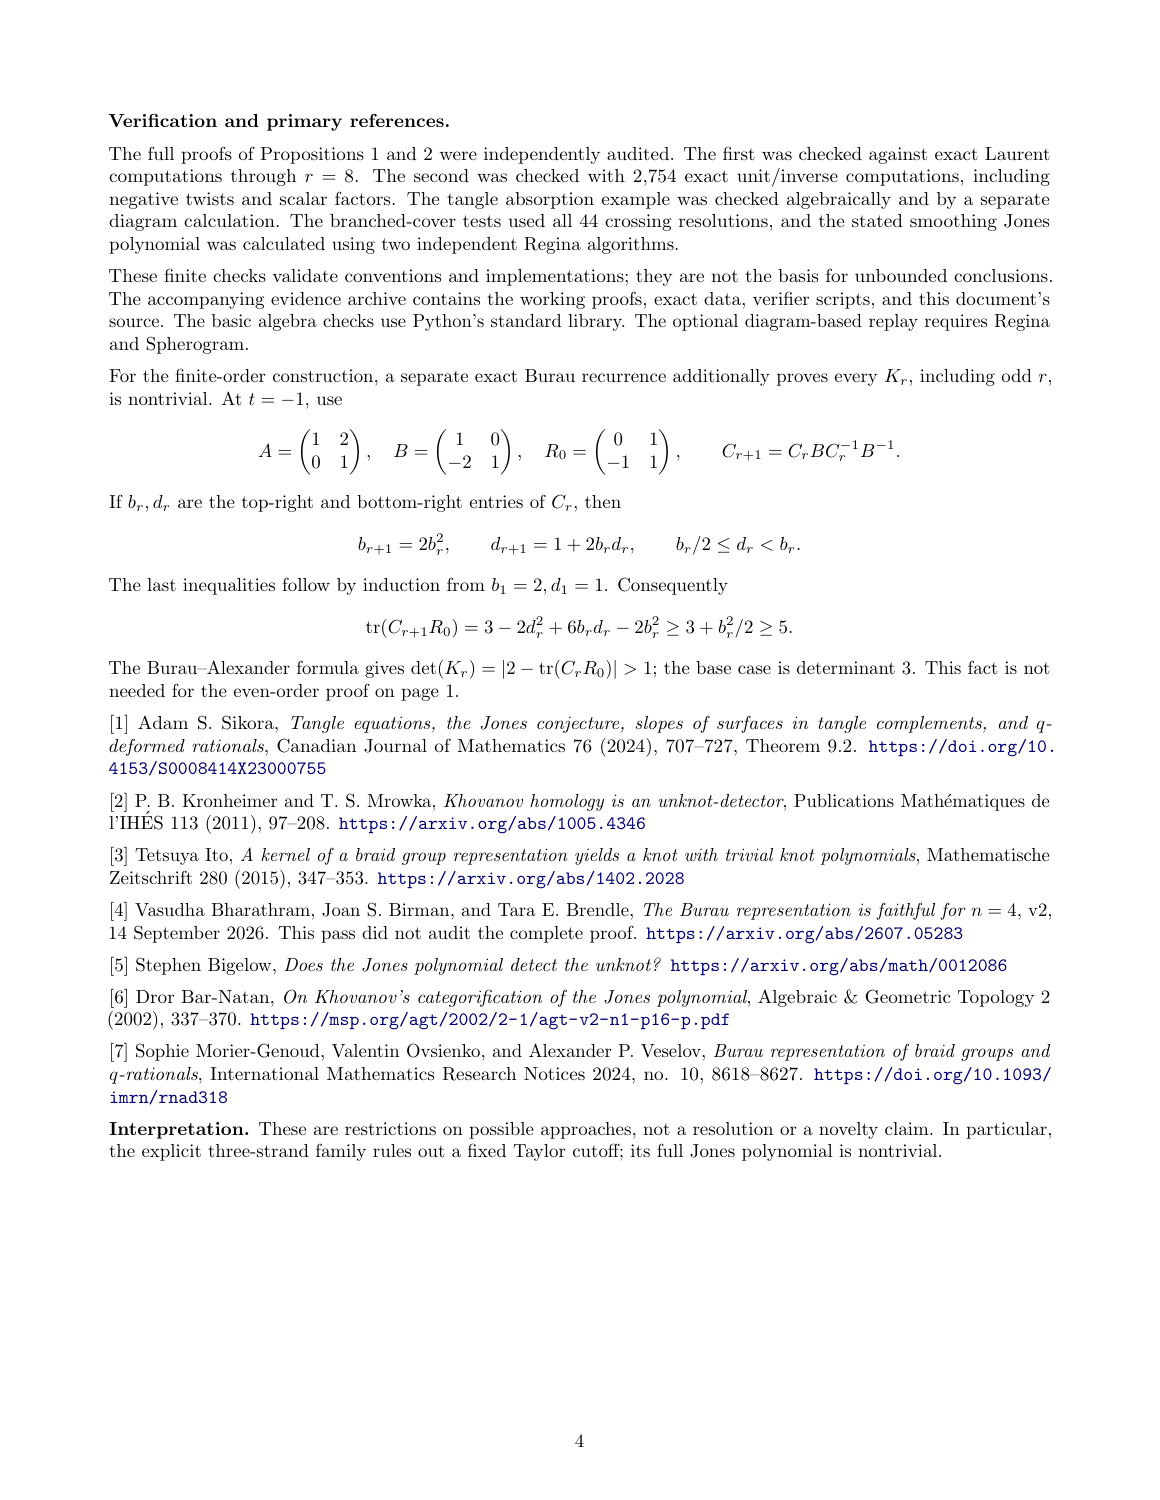 Verification and primary references.
The full proofs of Propositions 1 and 2 were independently audited. The first was checked against exact Laurent
computations through r = 8. The second was checked with 2,754 exact unit/inverse computations, including
negative twists and scalar factors. The tangle absorption example was checked algebraically and by a separate
diagram calculation. The branched-cover tests used all 44 crossing resolutions, and the stated smoothing Jones
polynomial was calculated using two independent Regina algorithms.
These finite checks validate conventions and implementations; they are not the basis for unbounded conclusions.
The accompanying evidence archive contains the working proofs, exact data, verifier scripts, and this document's
source. The basic algebra checks use Python's standard library. The optional diagram-based replay requires Regina
and Spherogram.
For the finite-order construction, a separate exact Burau recurrence additionally proves every K_r, including odd r,
is nontrivial. At t = −1, use
A = (1 2; 0 1), B = (1 0; −2 1), R_0 = (0 1; −1 1), C_{r+1} = C_r B C_r^{−1} B^{−1}.
If b_r, d_r are the top-right and bottom-right entries of C_r, then
b_{r+1} = 2b_r^2, d_{r+1} = 1 + 2b_r d_r, b_r/2 ≤ d_r < b_r.
The last inequalities follow by induction from b_1 = 2, d_1 = 1. Consequently
tr(C_{r+1}R_0) = 3 − 2d_r^2 + 6b_r d_r − 2b_r^2 ≥ 3 + b_r^2/2 ≥ 5.
The Burau–Alexander formula gives det(K_r) = |2 − tr(C_r R_0)| > 1; the base case is determinant 3. This fact is not
needed for the even-order proof on page 1.
[1] Adam S. Sikora, Tangle equations, the Jones conjecture, slopes of surfaces in tangle complements, and q-
deformed rationals, Canadian Journal of Mathematics 76 (2024), 707–727, Theorem 9.2. https://doi.org/10.
4153/S0008414X23000755
[2] P. B. Kronheimer and T. S. Mrowka, Khovanov homology is an unknot-detector, Publications Mathématiques de
l'IHÉS 113 (2011), 97–208. https://arxiv.org/abs/1005.4346
[3] Tetsuya Ito, A kernel of a braid group representation yields a knot with trivial knot polynomials, Mathematische
Zeitschrift 280 (2015), 347–353. https://arxiv.org/abs/1402.2028
[4] Vasudha Bharathram, Joan S. Birman, and Tara E. Brendle, The Burau representation is faithful for n = 4, v2,
14 September 2026. This pass did not audit the complete proof. https://arxiv.org/abs/2607.05283
[5] Stephen Bigelow, Does the Jones polynomial detect the unknot? https://arxiv.org/abs/math/0012086
[6] Dror Bar-Natan, On Khovanov's categorification of the Jones polynomial, Algebraic & Geometric Topology 2
(2002), 337–370. https://msp.org/agt/2002/2-1/agt-v2-n1-p16-p.pdf
[7] Sophie Morier-Genoud, Valentin Ovsienko, and Alexander P. Veselov, Burau representation of braid groups and
q-rationals, International Mathematics Research Notices 2024, no. 10, 8618–8627. https://doi.org/10.1093/
imrn/rnad318
Interpretation. These are restrictions on possible approaches, not a resolution or a novelty claim. In particular,
the explicit three-strand family rules out a fixed Taylor cutoff; its full Jones polynomial is nontrivial.
4